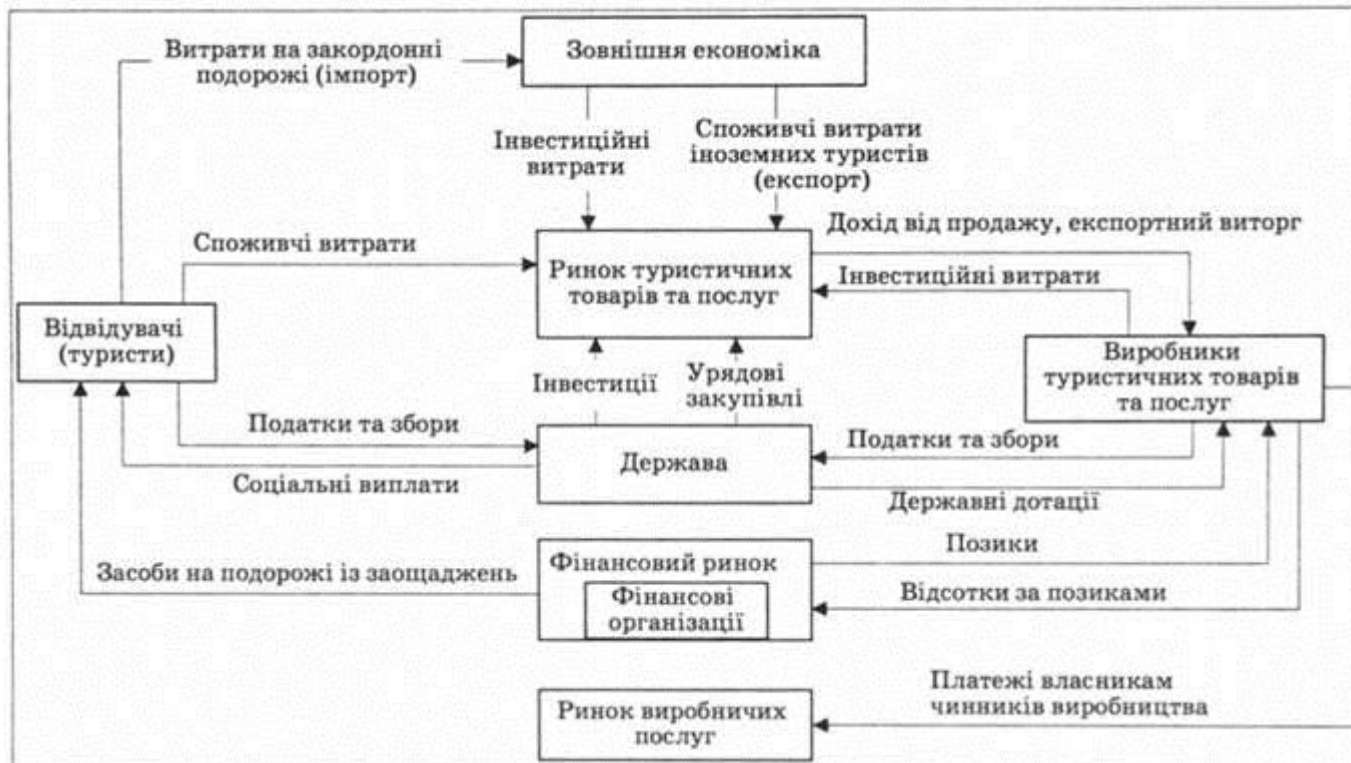 Витрати на закордонні
подорожі (імпорт)
Зовнішня економіка
Інвестиційні
витрати
Споживчі витрати
іноземних туристів
(експорт)
Дохід від продажу, експортний виторг
Споживчі витрати
Ринок туристичних
товарів та послуг
Інвестиційні витрати
Відвідувачі
(туристи)
Виробники
туристичних товарів
та послуг
Інвестиції
Урядові
закупівлі
Податки та збори
Держава
Податки та збори
Соціальні виплати
Державні дотації
Фінансовий ринок
Позики
Засоби на подорожі із заощаджень
Фінансові
організації
Відсотки за позиками
Платежі власникам
чинників виробництва
Ринок виробничих
послуг